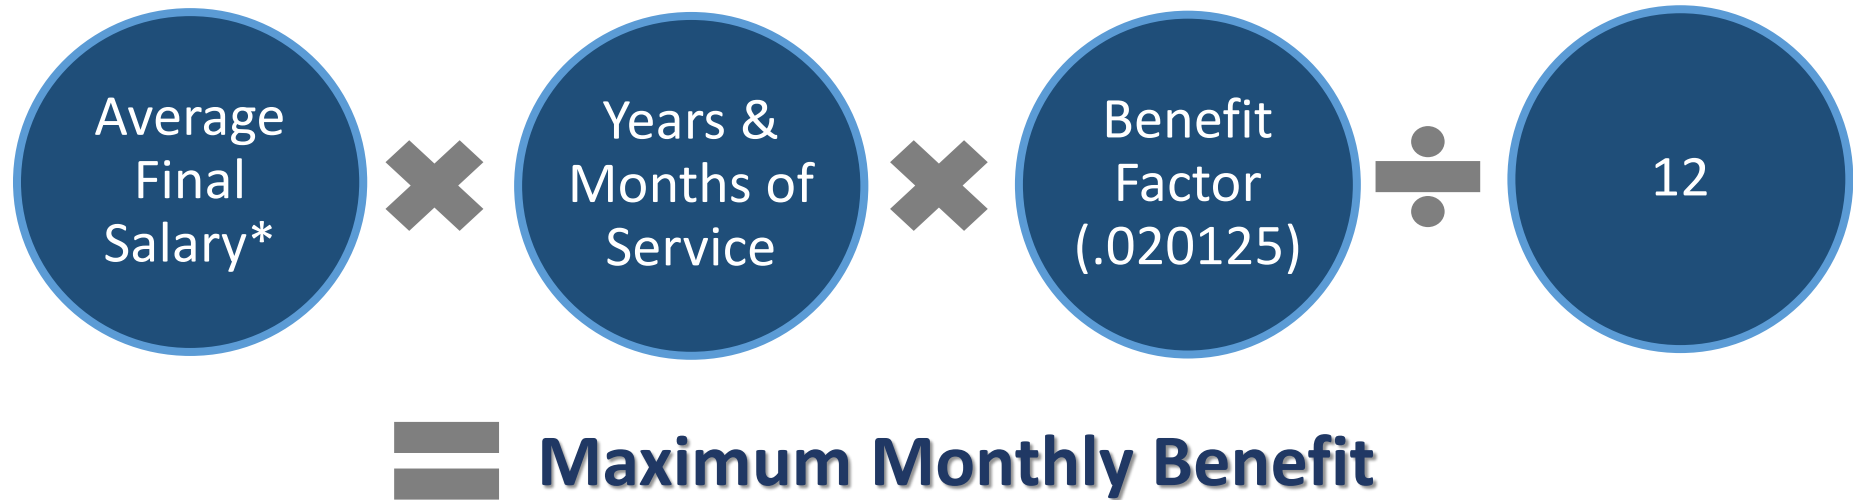 Average
Final
Salary*
Years &
Months of
Service
Benefit
Factor
(.020125)
12
Maximum Monthly Benefit